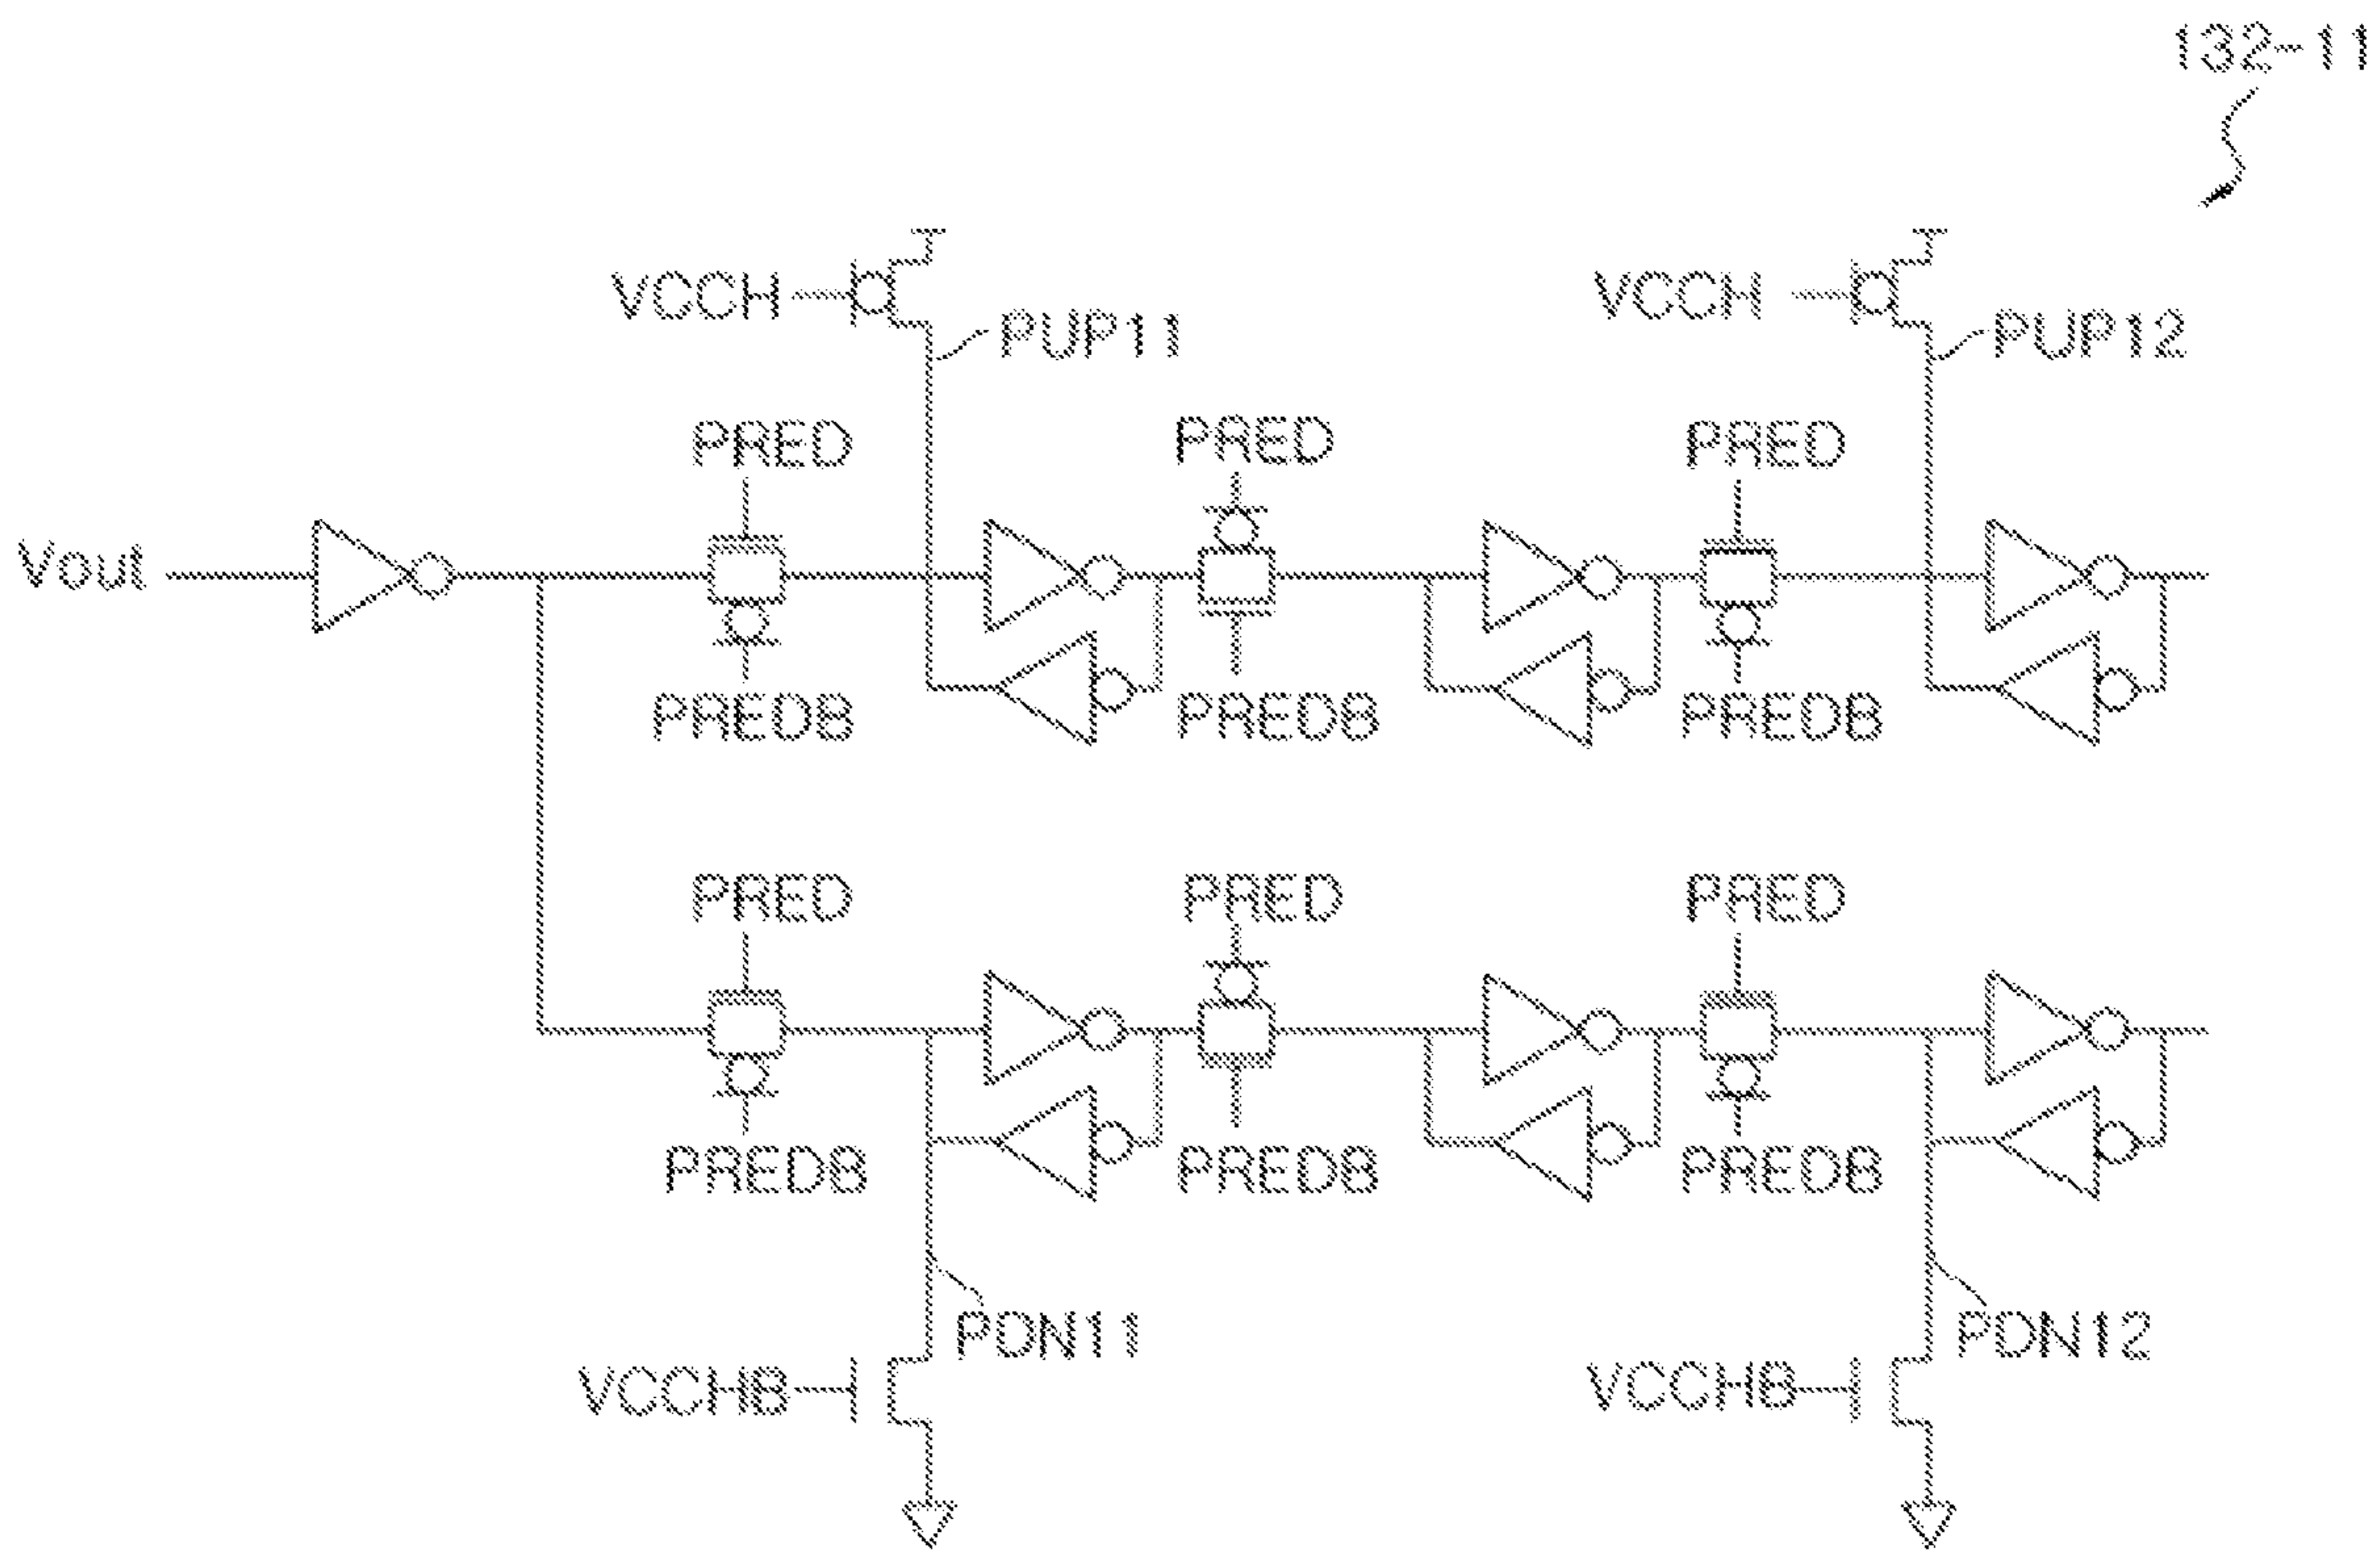 132-11
VCCH
VCCH
PUP11
PUP12
PRED
PRED
PRED
Vout
PREDB
PREDB
PREDB
PRED
PRED
PRED
PREDB
PREDB
PREDB
PDN11
PDN12
VCCHB
VCCHB